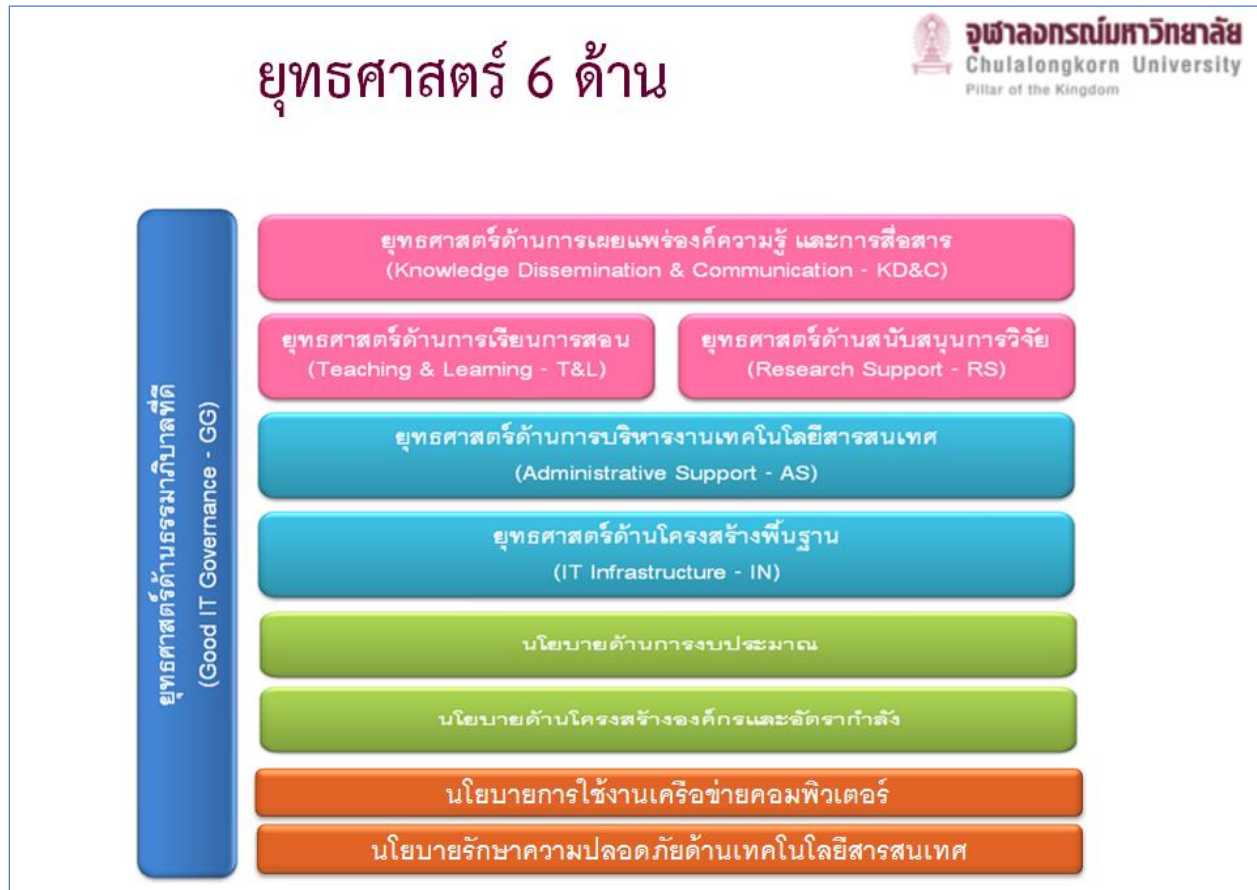 ยุทธศาสตร์ 6 ด้าน
จุฬาลงกรณ์มหาวิทยาลัย
Chulalongkorn University
Pillar of the Kingdom
ยุทธศาสตร์ด้านธรรมาภิบาลที่ดี
(Good IT Governance - GG)
ยุทธศาสตร์ด้านการเผยแพร่องค์ความรู้ และการสื่อสาร
(Knowledge Dissemination & Communication - KD&C)
ยุทธศาสตร์ด้านการเรียนการสอน
(Teaching & Learning - T&L)
ยุทธศาสตร์ด้านสนับสนุนการวิจัย
(Research Support - RS)
ยุทธศาสตร์ด้านการบริหารงานเทคโนโลยีสารสนเทศ
(Administrative Support - AS)
ยุทธศาสตร์ด้านโครงสร้างพื้นฐาน
(IT Infrastructure - IN)
นโยบายด้านการงบประมาณ
นโยบายด้านโครงสร้างองค์กรและอัตรากำลัง
นโยบายการใช้งานเครือข่ายคอมพิวเตอร์
นโยบายรักษาความปลอดภัยด้านเทคโนโลยีสารสนเทศ